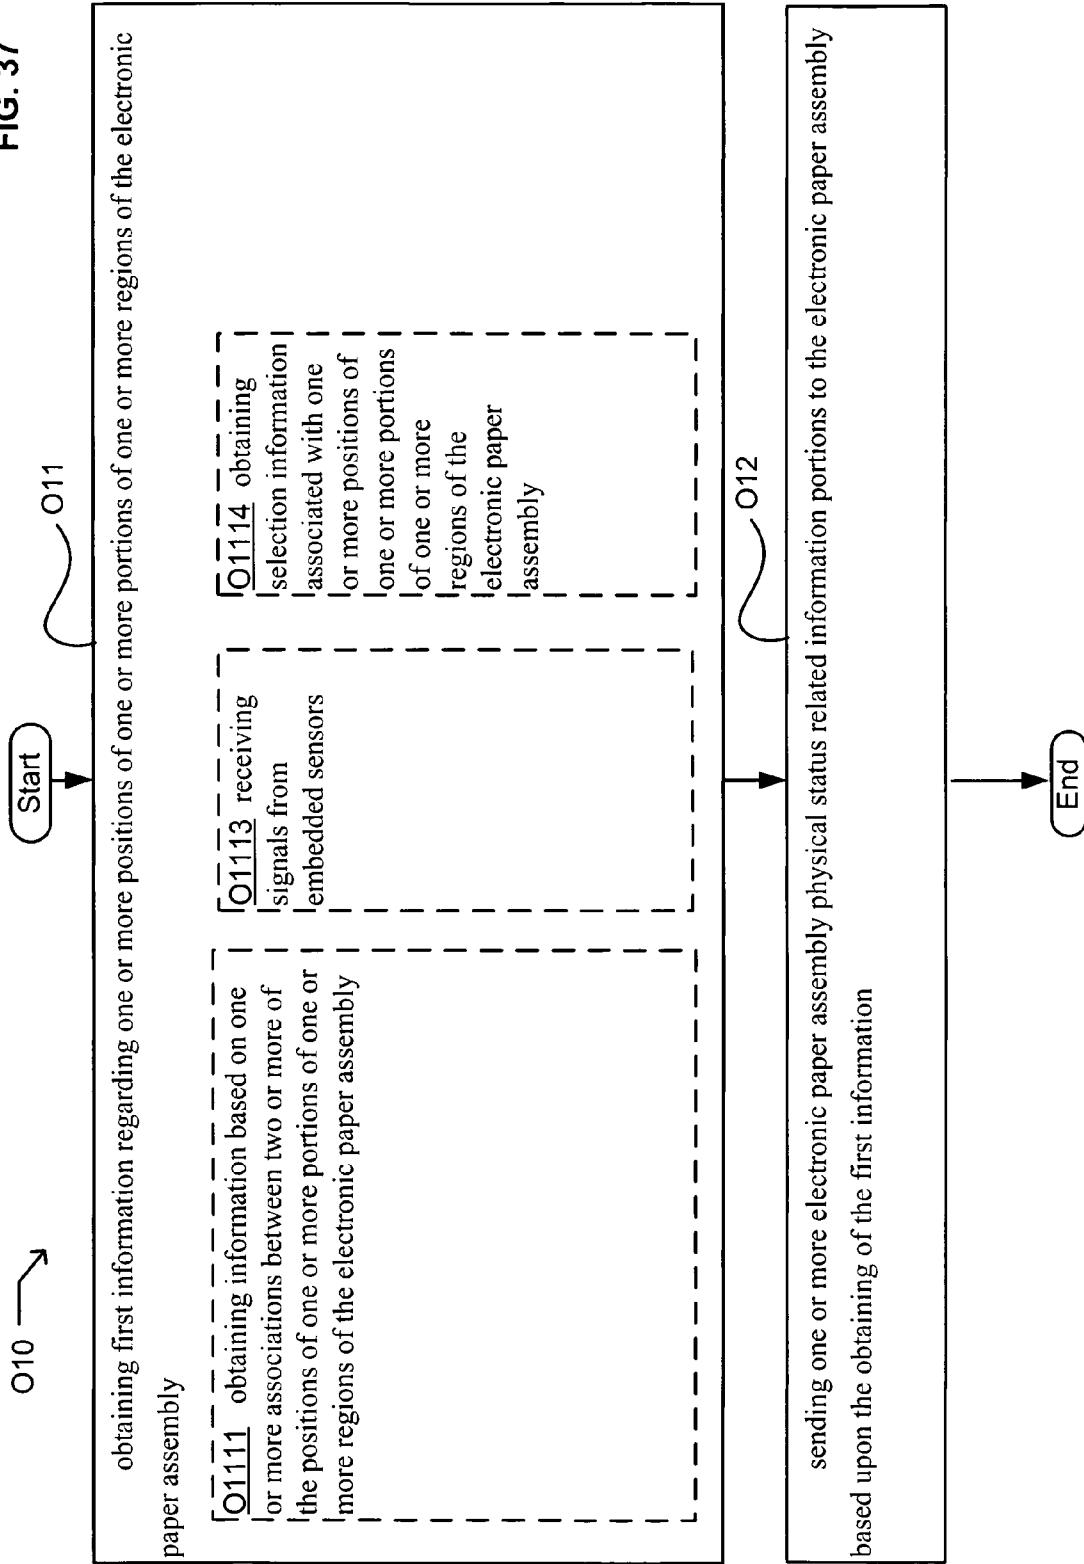 FIG. 37
O10
Start
O11
obtaining first information regarding one or more positions of one or more portions of one or more regions of the electronic
paper assembly
O1111 obtaining information based on one
or more associations between two or more of
the positions of one or more portions of one or
more regions of the electronic paper assembly
O1113 receiving
signals from
embedded sensors
O1114 obtaining
selection information
associated with one
or more positions of
one or more portions
of one or more
regions of the
electronic paper
assembly
O12
sending one or more electronic paper assembly physical status related information portions to the electronic paper assembly
based upon the obtaining of the first information
End